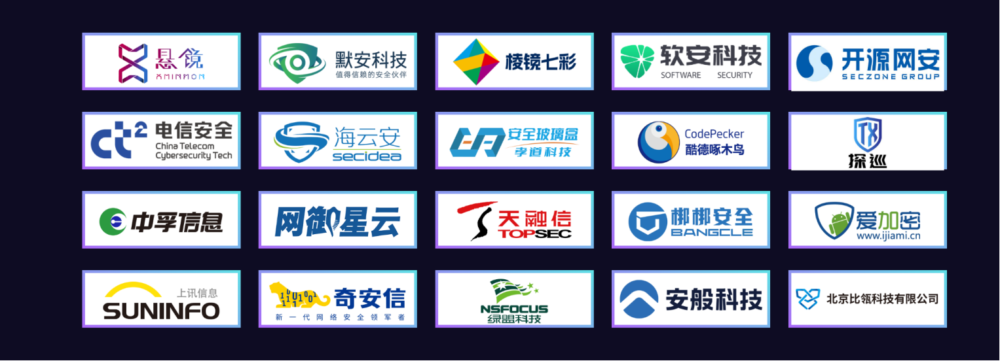 悬镜
XMIRROR
默安科技
值得信赖的安全伙伴
棱镜七彩
软安科技
SOFTWARE SECURITY
开源网安
SECZONE GROUP
ct2
电信安全
China Telecom
Cybersecurity Tech
海云安
secidea
安全玻璃盒
孝道科技
CodePecker
酷德啄木鸟
TX
探巡
中孚信息
网御星云
天融信
TOPSEC
梆梆安全
BANGCLE
爱加密
www.ijiami.cn
上讯信息
SUNINFO
奇安信
新一代网络安全领军者
NSFOCUS
绿盟科技
安般科技
北京比瓴科技有限公司